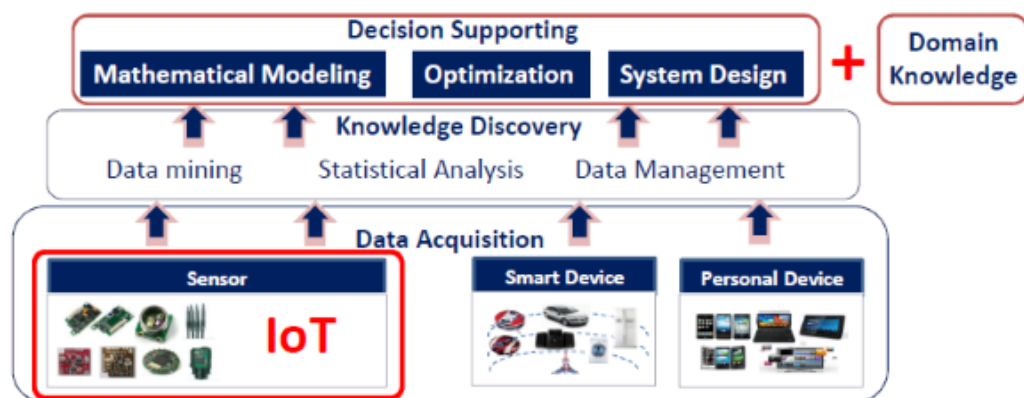 Decision Supporting
Mathematical Modeling
Optimization
System Design
+
Domain
Knowledge
Knowledge Discovery
Data mining
Statistical Analysis
Data Management
Data Acquisition
Sensor
IoT
Smart Device
Personal Device